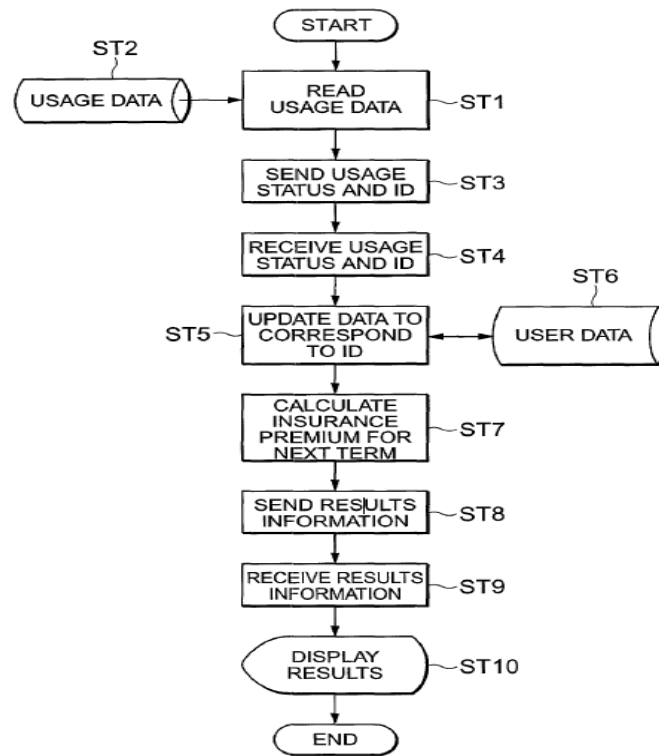 START
ST2
USAGE DATA
READ
USAGE DATA
ST1
SEND USAGE
STATUS AND ID
ST3
RECEIVE USAGE
STATUS AND ID
ST4
ST6
ST5
UPDATE DATA TO
CORRESPOND
TO ID
USER DATA
CALCULATE
INSURANCE
PREMIUM FOR
NEXT TERM
ST7
SEND RESULTS
INFORMATION
ST8
RECEIVE RESULTS
INFORMATION
ST9
DISPLAY
RESULTS
ST10
END